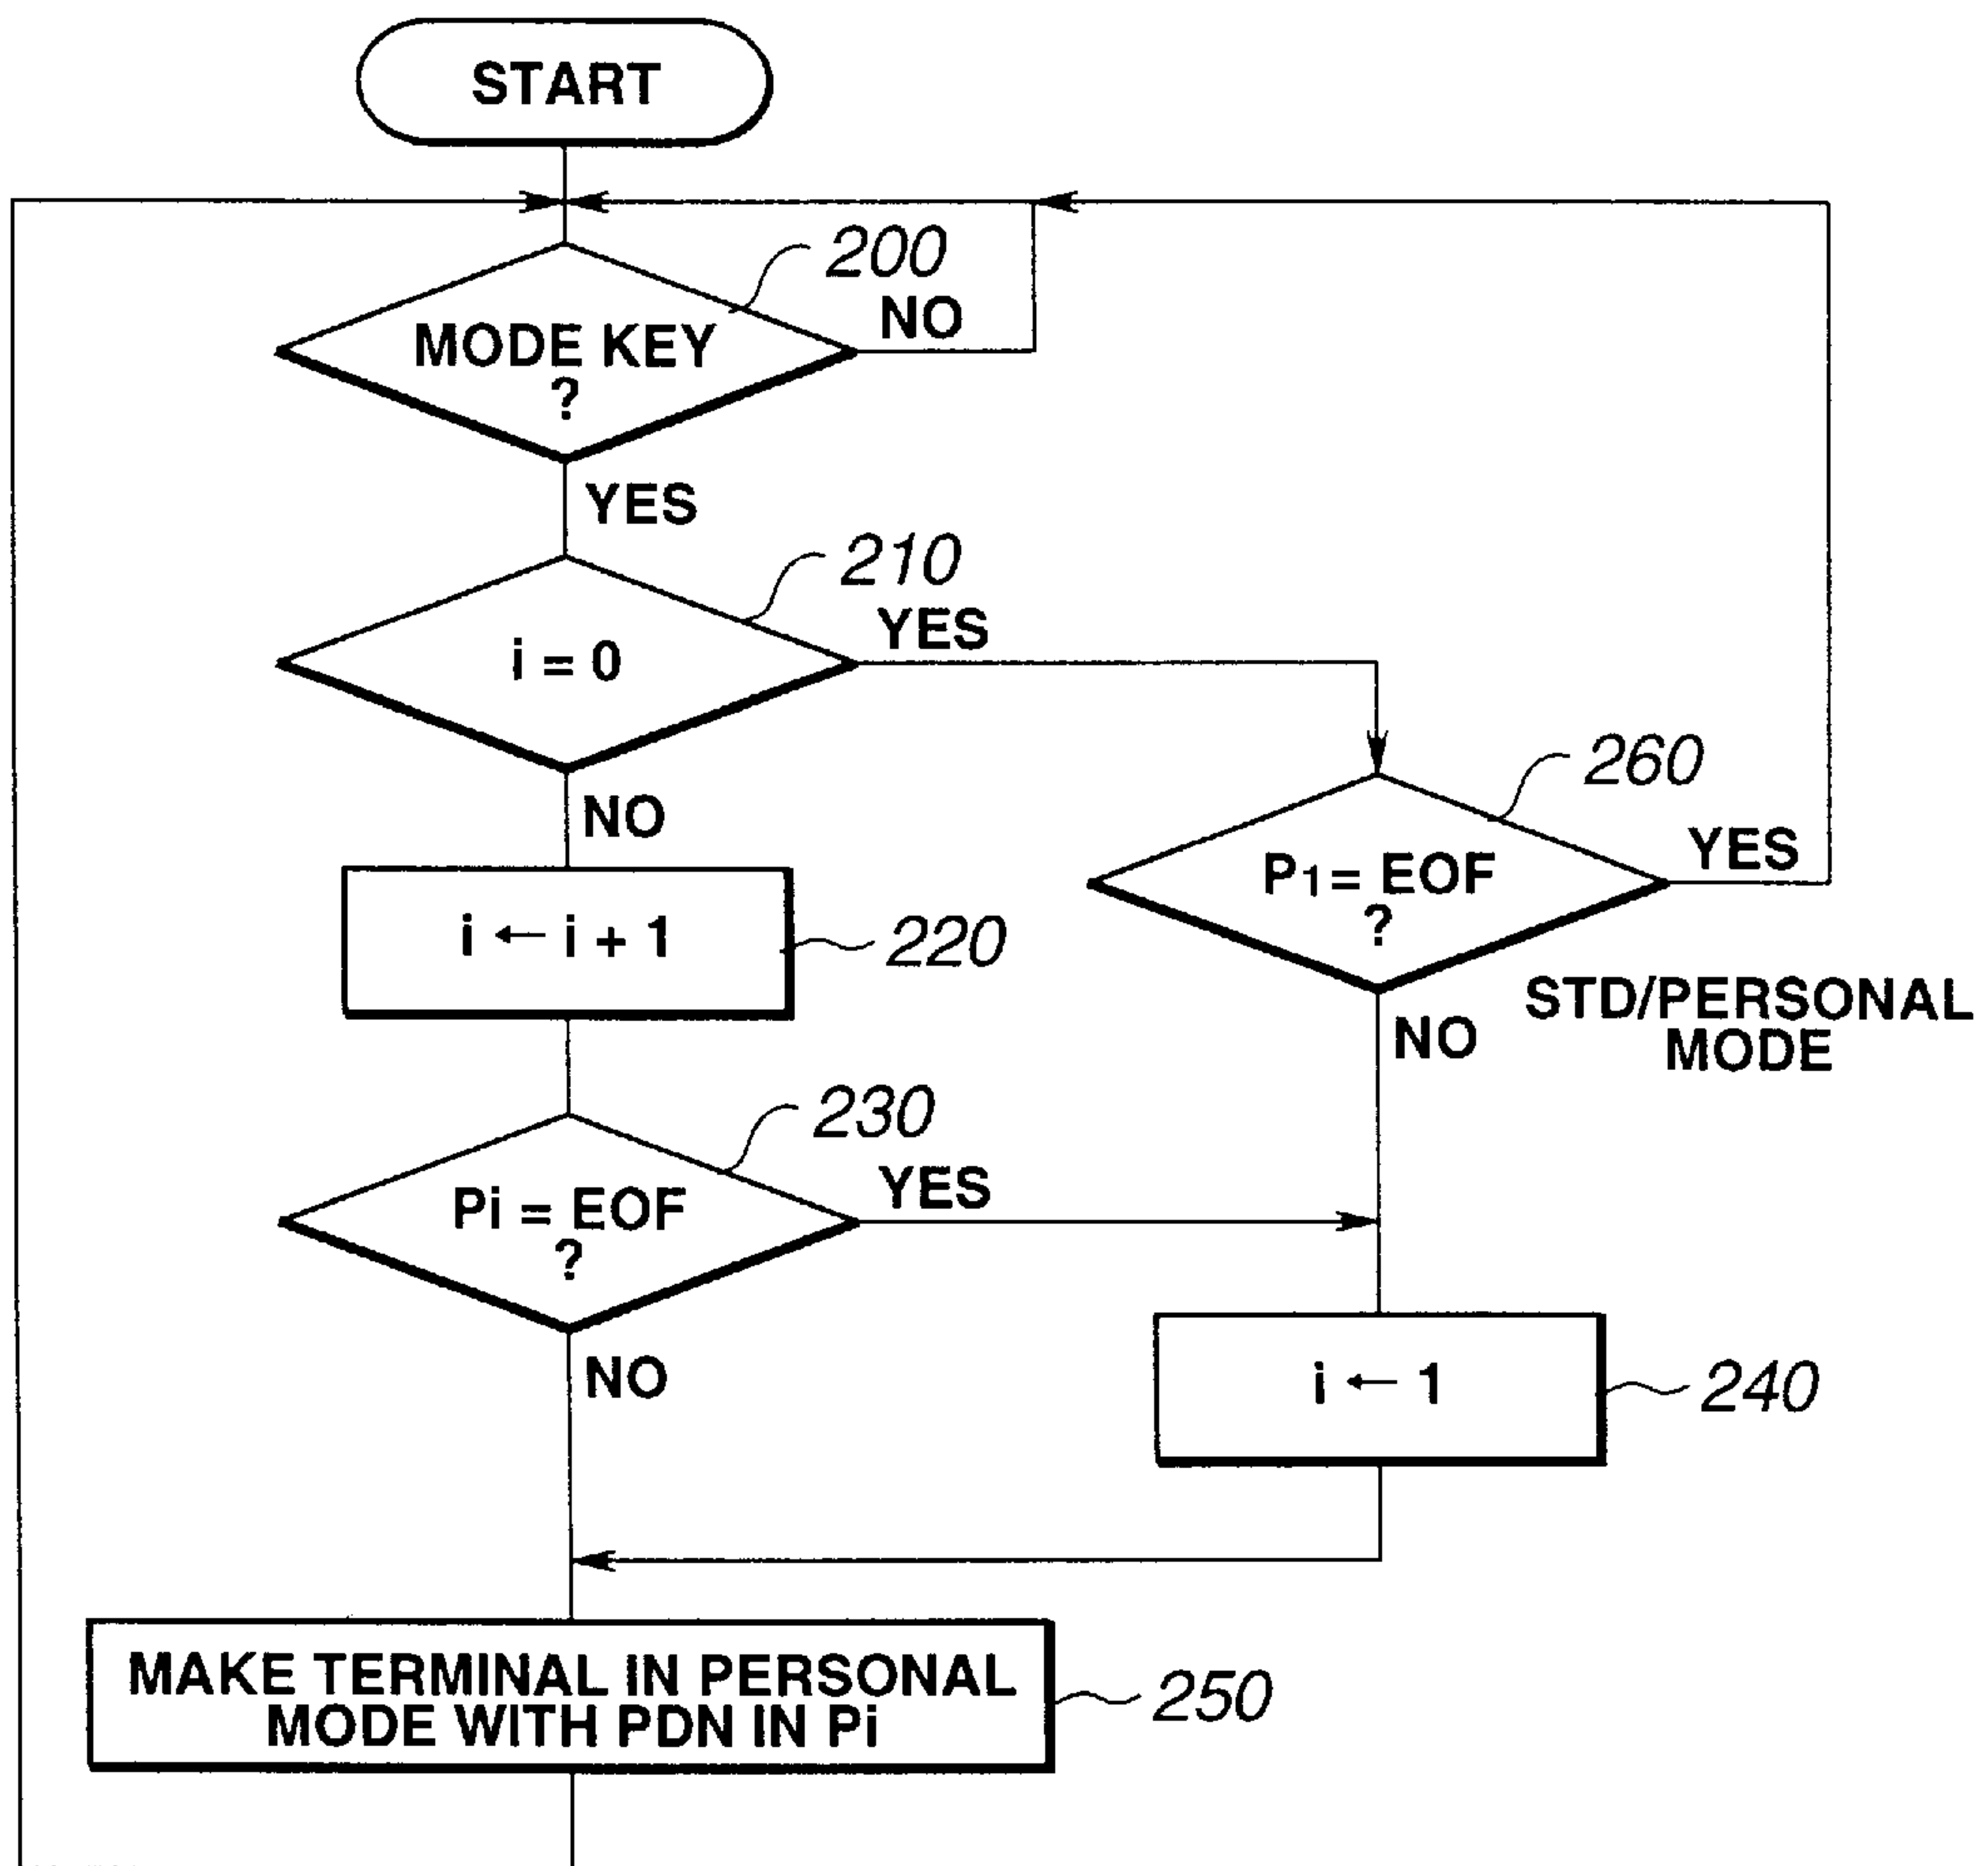 START
200
NO
MODE KEY
?
YES
210
YES
i = 0
NO
260
YES
P1 = EOF
?
i ← i + 1
220
STD/PERSONAL
MODE
NO
230
YES
Pi = EOF
?
NO
i ← 1
240
MAKE TERMINAL IN PERSONAL
MODE WITH PDN IN Pi
250